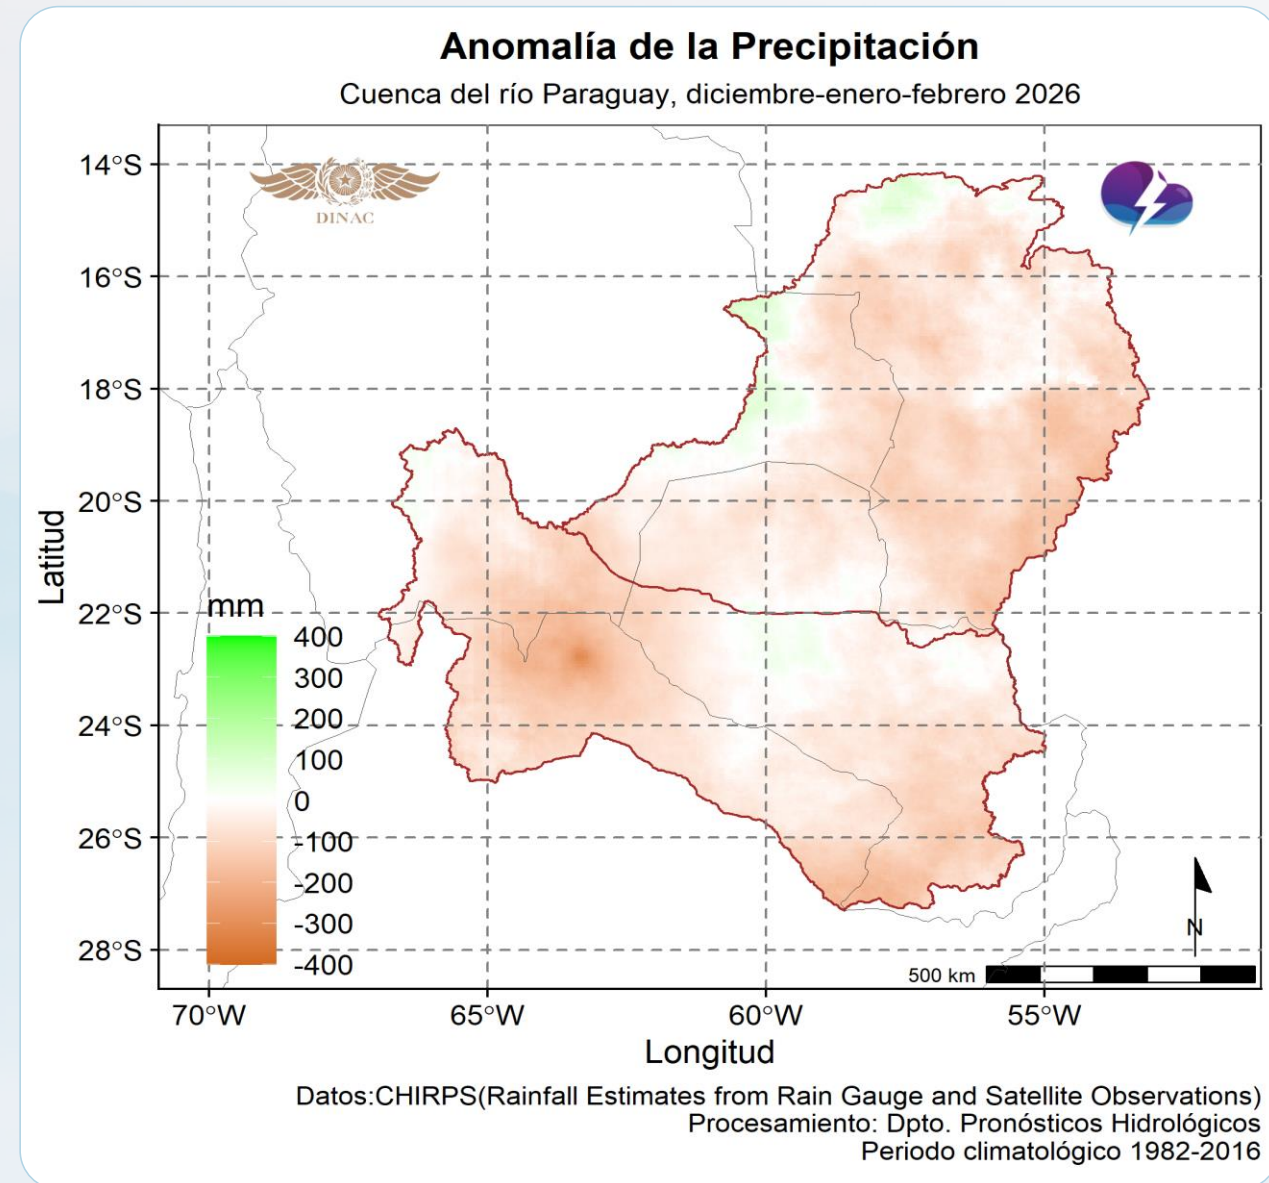 Anomalía de la Precipitación
Cuenca del río Paraguay, diciembre-enero-febrero 2026
14°S
16°S
18°S
20°S
22°S
24°S
26°S
28°S
Latitud
DINAC
mm
400
300
200
100
0
-100
-200
-300
-400
N
500 km
70°W
65°W
60°W
55°W
Longitud
Datos:CHIRPS(Rainfall Estimates from Rain Gauge and Satellite Observations)
Procesamiento: Dpto. Pronósticos Hidrológicos
Periodo climatológico 1982-2016